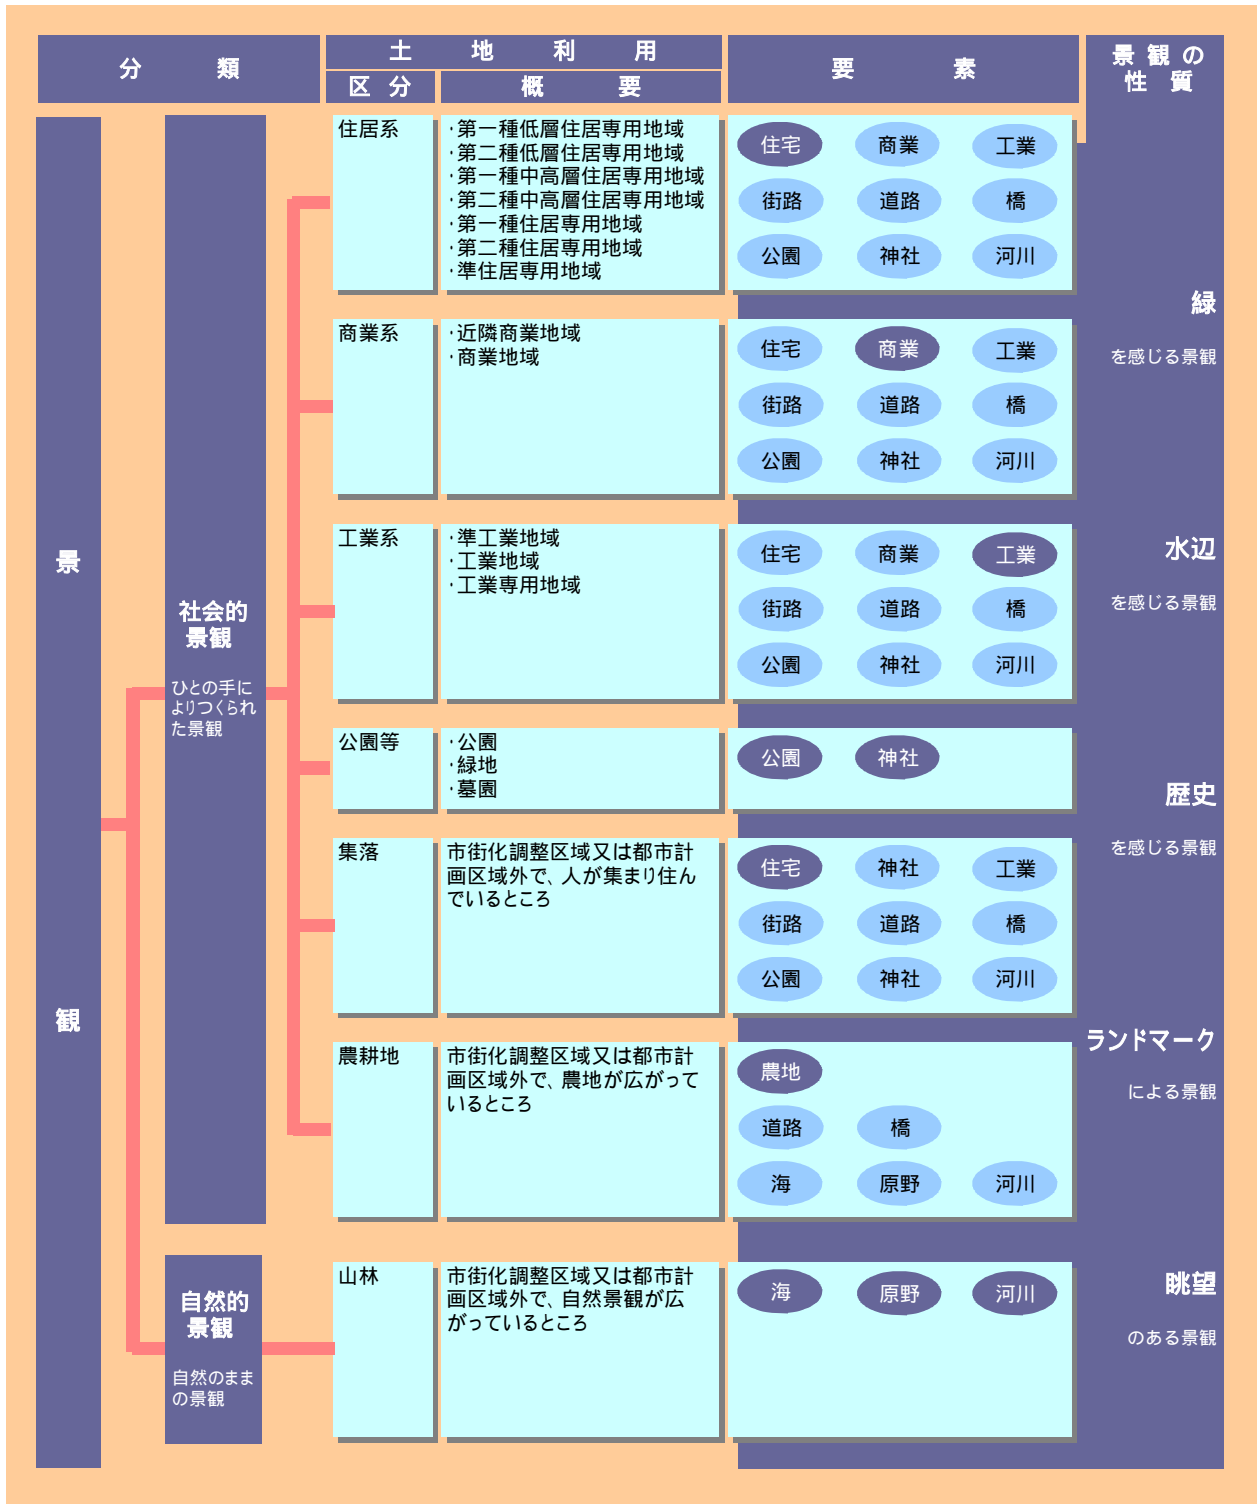 分 類
土 地 利 用
区 分
概 要
要 素
景 観 の
性 質
景
観
社会的
景観
ひとの手に
よりつくられ
た景観
自然的
景観
自然のまま
の景観
住居系
・第一種低層住居専用地域
・第二種低層住居専用地域
・第一種中高層住居専用地域
・第二種中高層住居専用地域
・第一種住居専用地域
・第二種住居専用地域
・準住居専用地域
住宅 商業 工業
街路 道路 橋
公園 神社 河川
商業系
・近隣商業地域
・商業地域
住宅 商業 工業
街路 道路 橋
公園 神社 河川
工業系
・準工業地域
・工業地域
・工業専用地域
住宅 商業 工業
街路 道路 橋
公園 神社 河川
公園等
・公園
・緑地
・墓園
公園 神社
集落
市街化調整区域又は都市計
画区域外で、人が集まり住ん
でいるところ
住宅 神社 工業
街路 道路 橋
公園 神社 河川
農耕地
市街化調整区域又は都市計
画区域外で、農地が広がって
いるところ
農地
道路 橋
海 原野 河川
山林
市街化調整区域又は都市計
画区域外で、自然景観が広
がっているところ
海 原野 河川
緑
を感じる景観
水辺
を感じる景観
歴史
を感じる景観
ランドマーク
による景観
眺望
のある景観